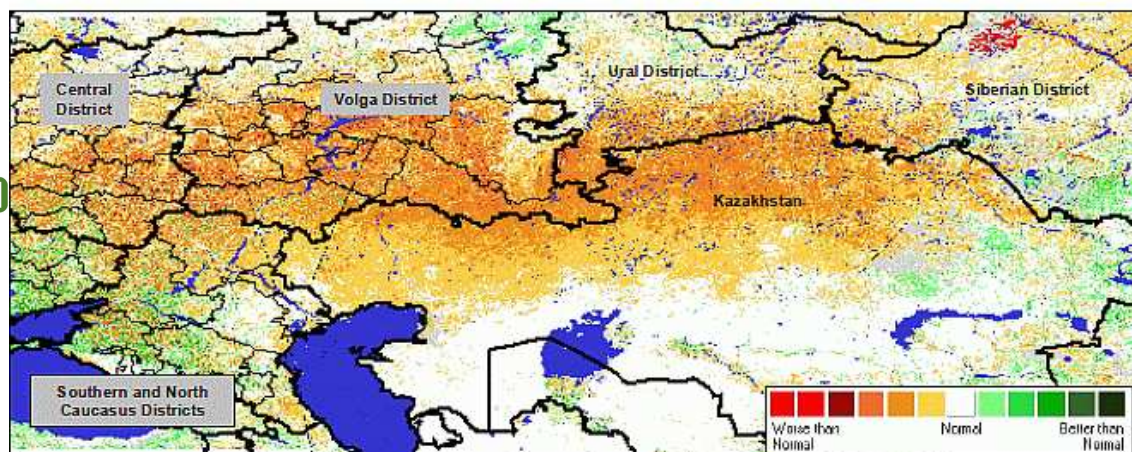 Central
District
Volga District
Ural District
Siberian District
Kazakhstan
Southern and North
Caucasus Districts
Worse than
Normal
Normal
Better than
Normal